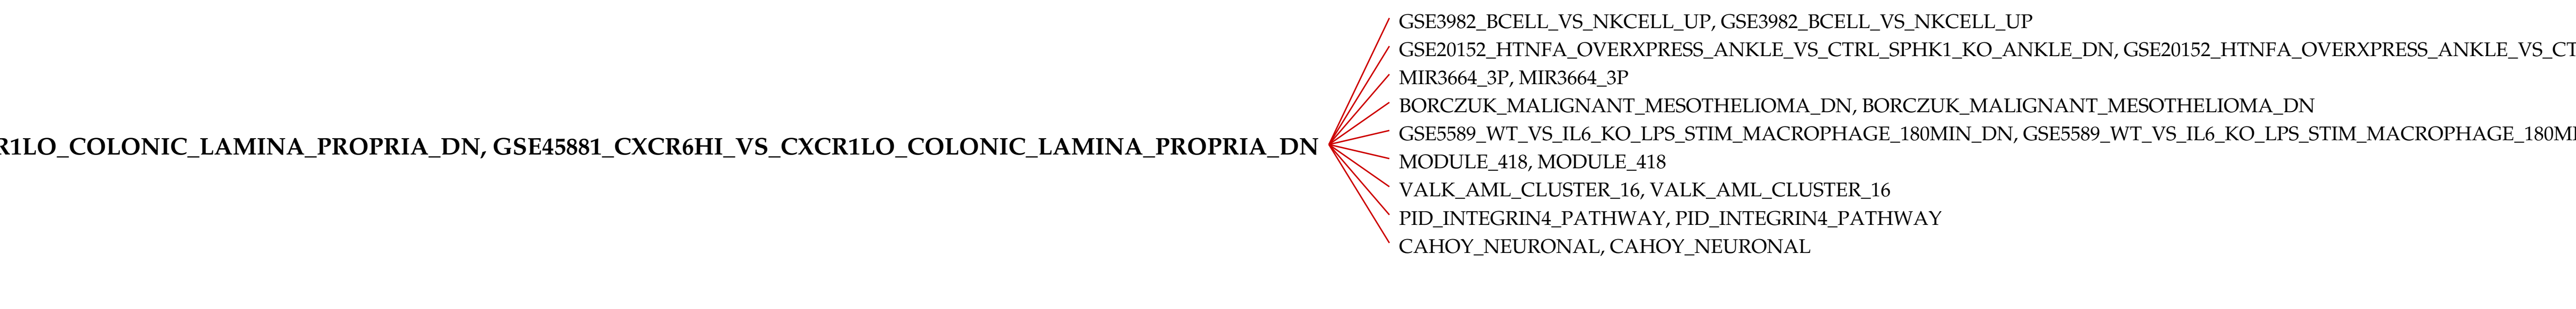 GSE3982_BCELL_VS_NKCELL_UP, GSE3982_BCELL_VS_NKCELL_UP
GSE20152_HTNFA_OVERXPRESS_ANKLE_VS_CTRL_SPHK1_KO_ANKLE_DN, GSE20152_HTNFA_OVERXPRESS_ANKLE_VS_CT
MIR3664_3P, MIR3664_3P
BORCZUK_MALIGNANT_MESOTHELIOMA_DN, BORCZUK_MALIGNANT_MESOTHELIOMA_DN
GSE5589_WT_VS_IL6_KO_LPS_STIM_MACROPHAGE_180MIN_DN, GSE5589_WT_VS_IL6_KO_LPS_STIM_MACROPHAGE_180MI
R1LO_COLONIC_LAMINA_PROPRIA_DN, GSE45881_CXCR6HI_VS_CXCR1LO_COLONIC_LAMINA_PROPRIA_DN
MODULE_418, MODULE_418
VALK_AML_CLUSTER_16, VALK_AML_CLUSTER_16
PID_INTEGRIN4_PATHWAY, PID_INTEGRIN4_PATHWAY
CAHOY_NEURONAL, CAHOY_NEURONAL